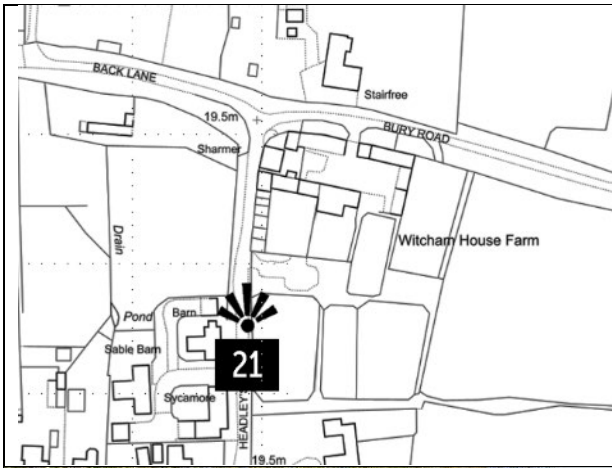 BACK LANE
Stairfree
19.5m
BURY ROAD
Sharmer
Drain
Witcham House Farm
Pond
Barn
Sable Barn
21
Sycamore
HEADLEY'S
19.5m